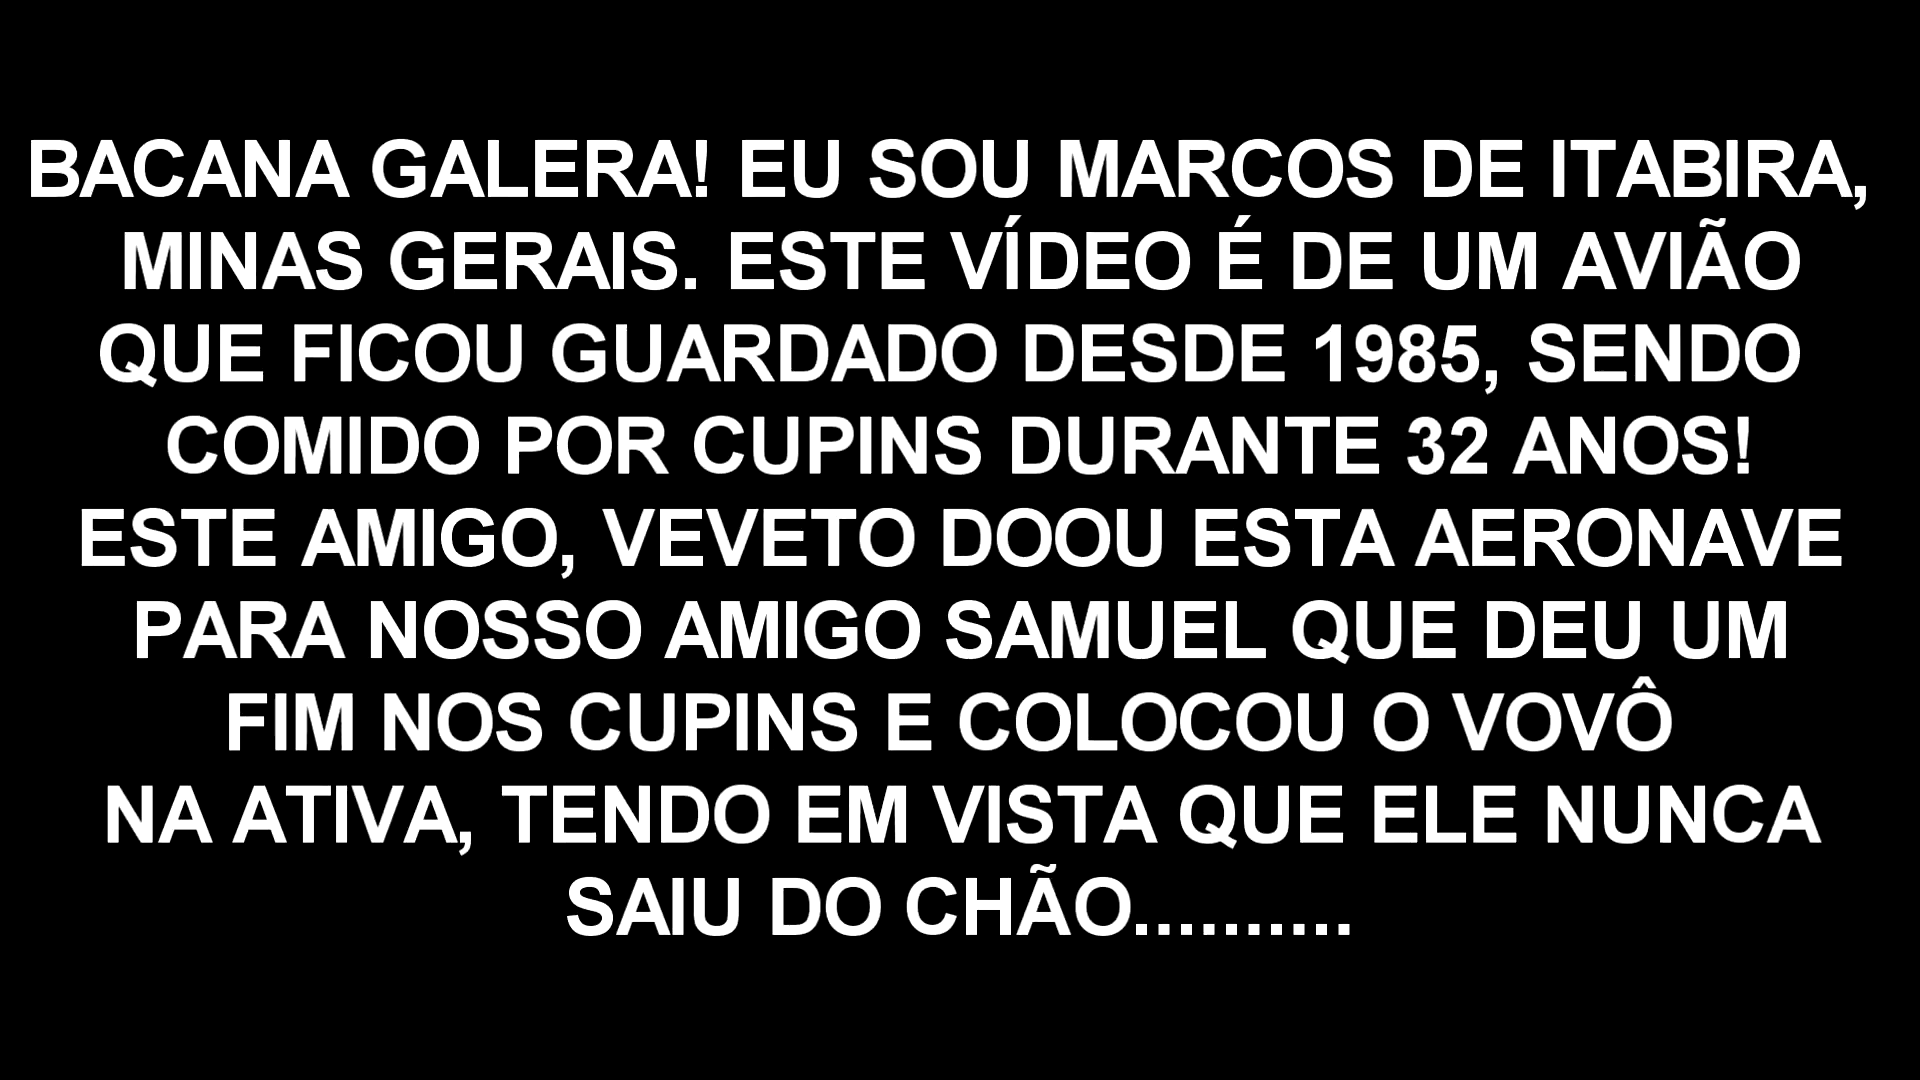 BACANA GALERA! EU SOU MARCOS DE ITABIRA,
MINAS GERAIS. ESTE VÍDEO É DE UM AVIÃO
QUE FICOU GUARDADO DESDE 1985, SENDO
COMIDO POR CUPINS DURANTE 32 ANOS!
ESTE AMIGO, VEVETO DOOU ESTA AERONAVE
PARA NOSSO AMIGO SAMUEL QUE DEU UM
FIM NOS CUPINS E COLOCOU O VOVÔ
NA ATIVA, TENDO EM VISTA QUE ELE NUNCA
SAIU DO CHÃO..........